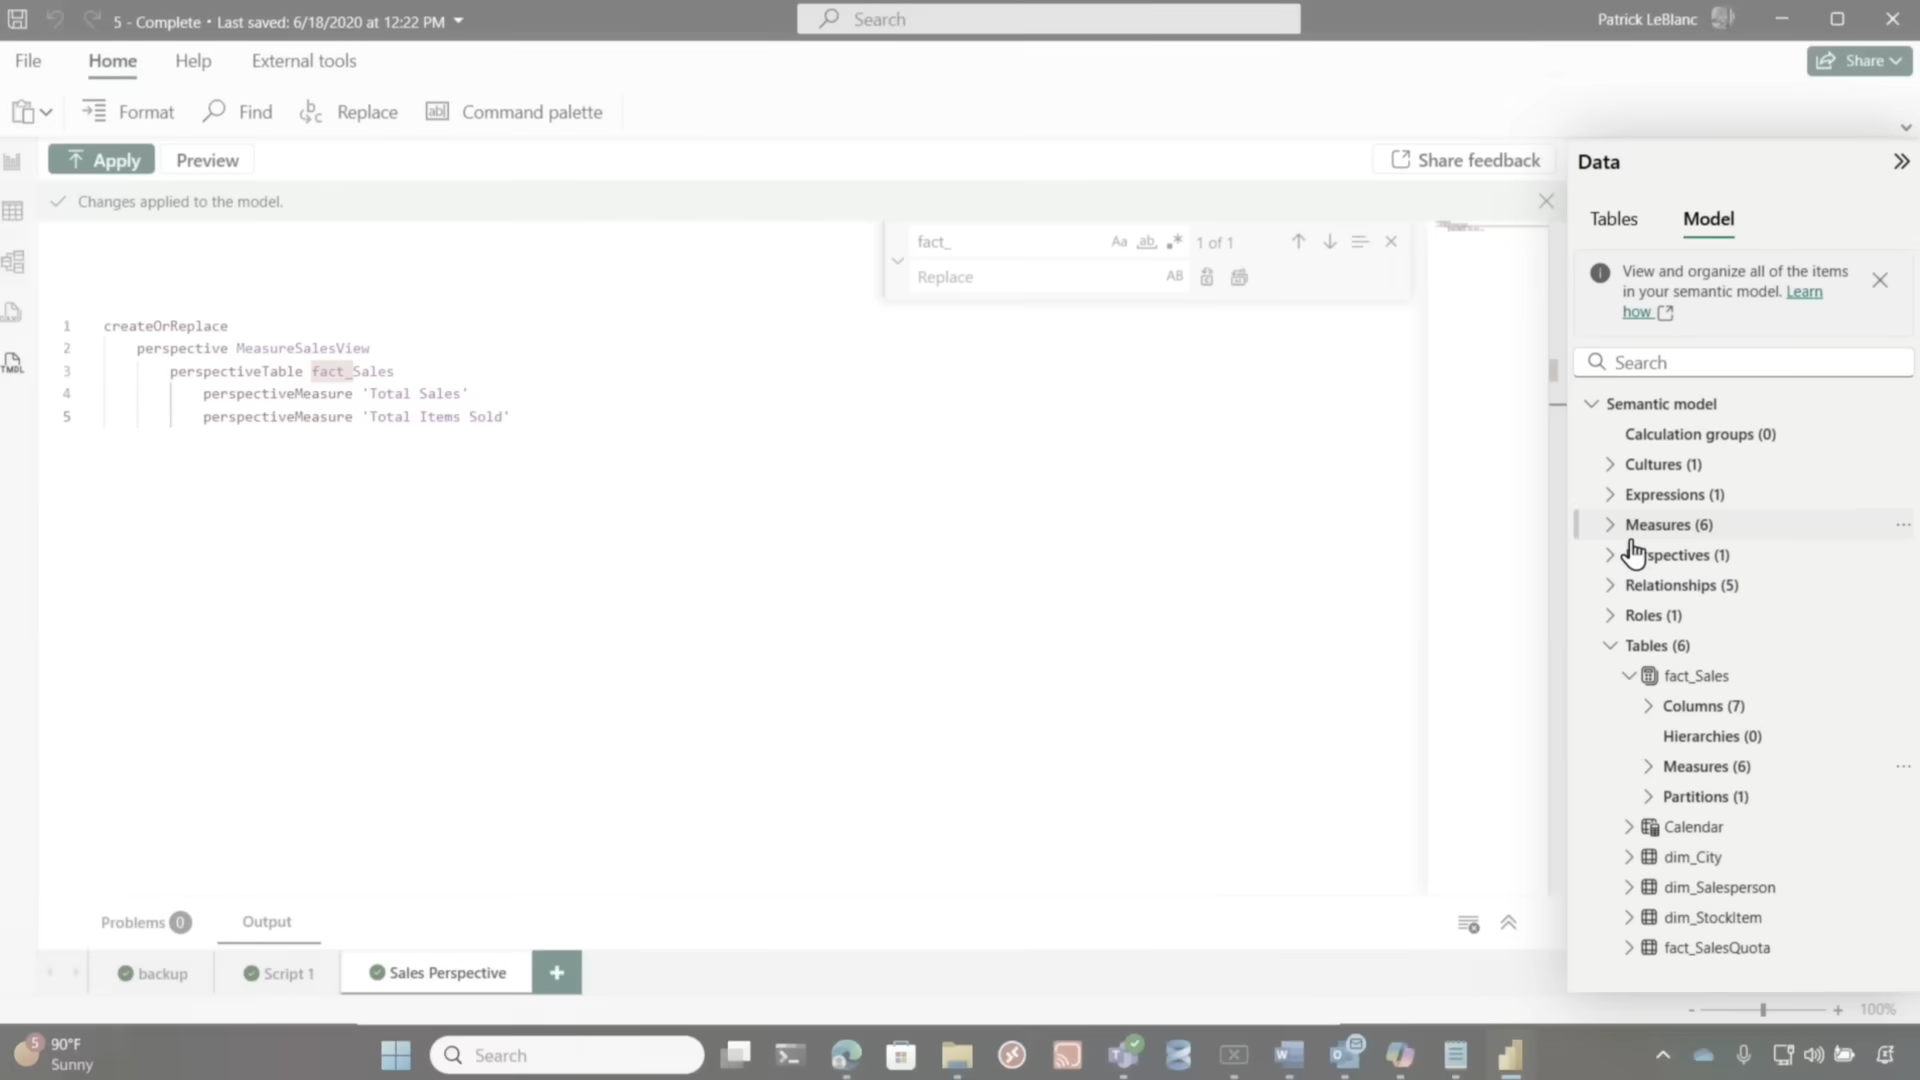 5 - Complete • Last saved: 6/18/2020 at 12:22 PM
Search
Patrick LeBlanc
File
Home
Help
External tools
Share
Format
Find
Replace
Command palette
Apply
Preview
Share feedback
Changes applied to the model.
fact_
Aa
ab
1 of 1
Replace
AB
1 createOrReplace
2 perspective MeasureSalesView
3 perspectiveTable fact_Sales
4 perspectiveMeasure 'Total Sales'
5 perspectiveMeasure 'Total Items Sold'
TMDL
Data
Tables
Model
View and organize all of the items
in your semantic model. Learn
how
Search
Semantic model
Calculation groups (0)
Cultures (1)
Expressions (1)
Measures (6)
spectives (1)
Relationships (5)
Roles (1)
Tables (6)
fact_Sales
Columns (7)
Hierarchies (0)
Measures (6)
Partitions (1)
Calendar
dim_City
dim_Salesperson
dim_StockItem
fact_SalesQuota
Problems 0
Output
backup
Script 1
Sales Perspective
+
- + 100%
5
90°F
Sunny
Search